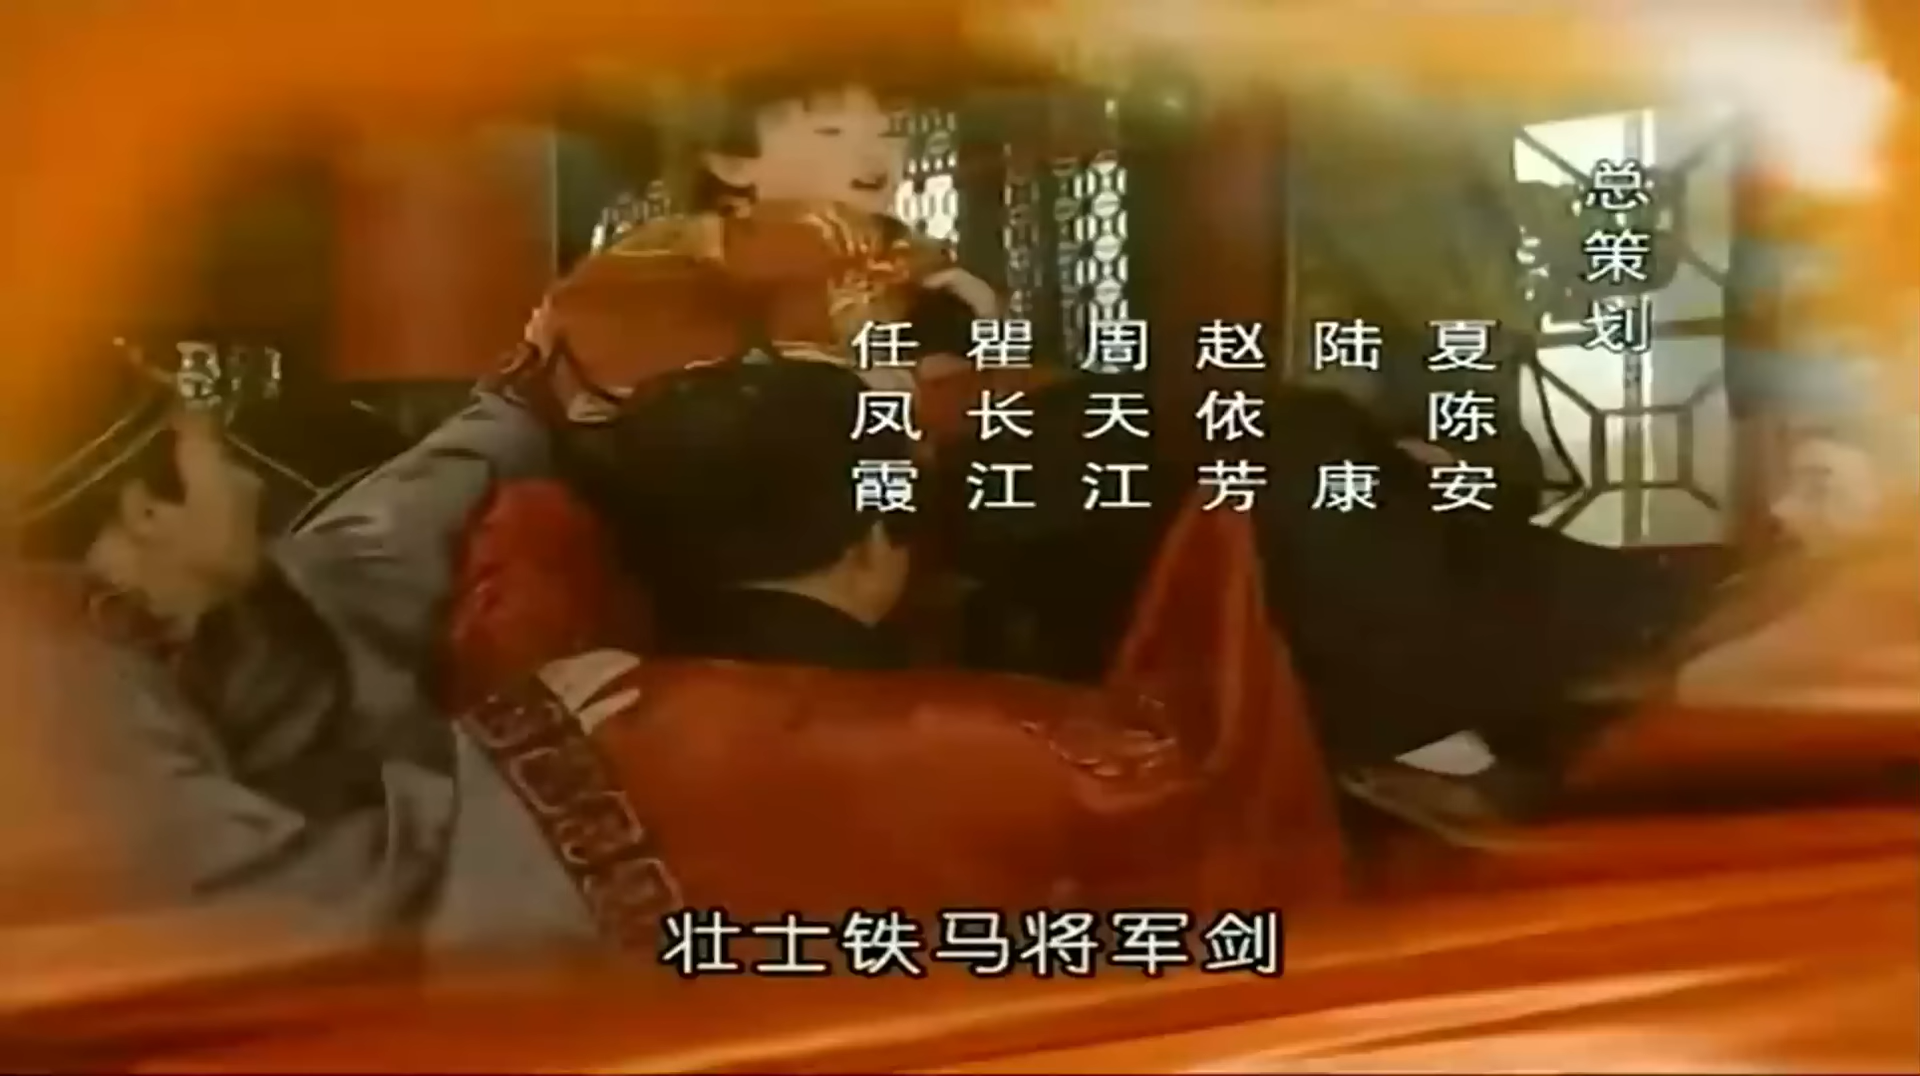 总策划
夏陈安
陆康
赵依芳
周天江
瞿长江
任凤霞
壮士铁马将军剑